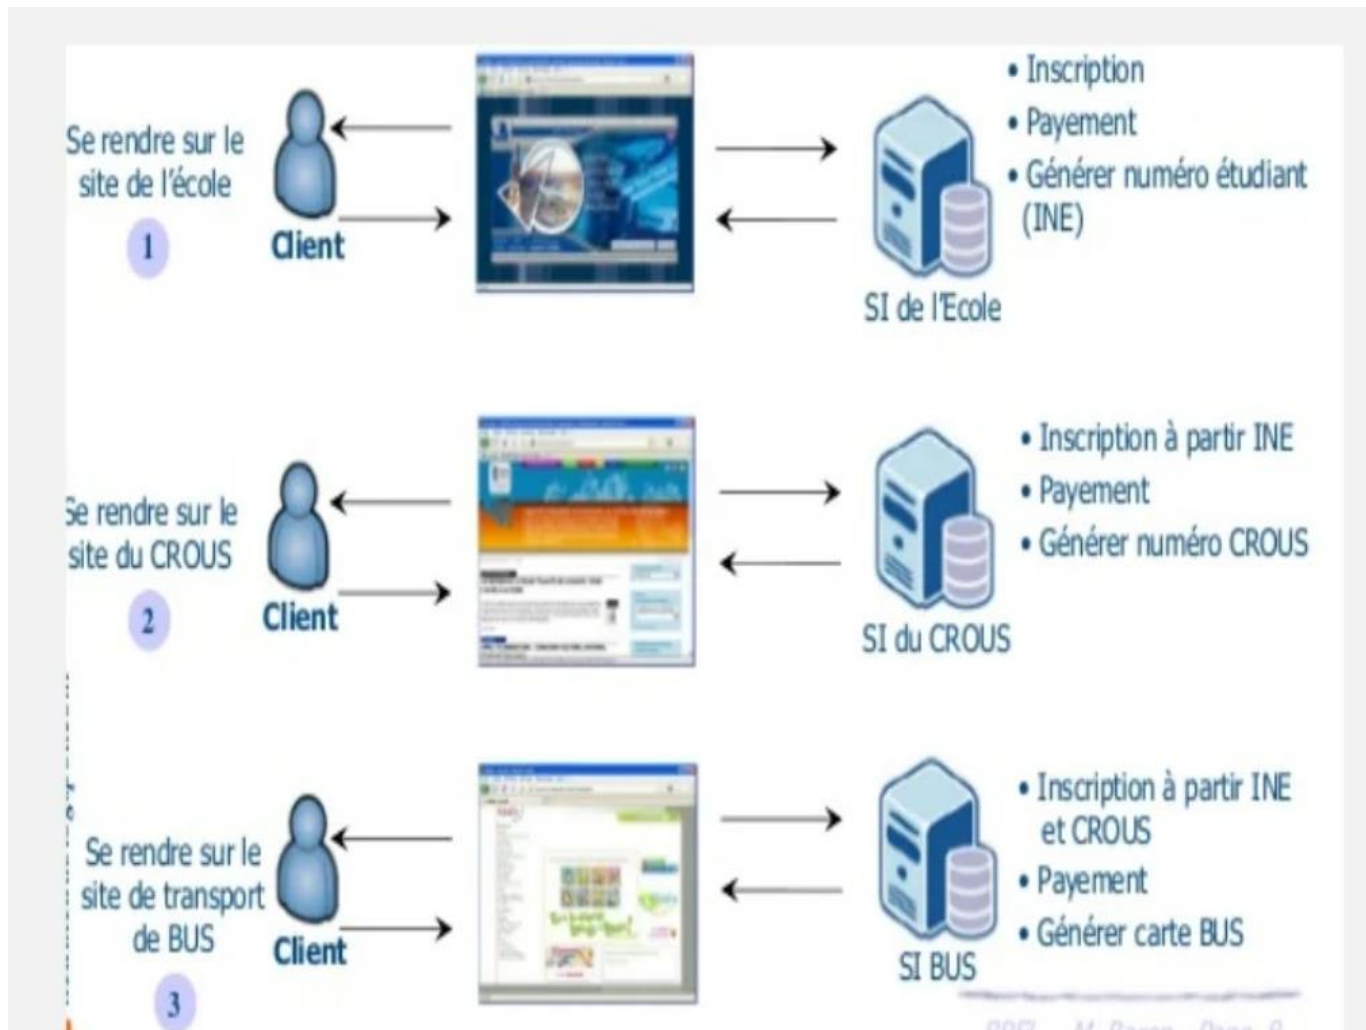 Se rendre sur le
site de l'école
1
Client
SI de l'Ecole
• Inscription
• Payement
• Générer numéro étudiant
(INE)
Se rendre sur le
site du CROUS
2
Client
SI du CROUS
• Inscription à partir INE
• Payement
• Générer numéro CROUS
Se rendre sur le
site de transport
de BUS
3
Client
SI BUS
• Inscription à partir INE
et CROUS
• Payement
• Générer carte BUS